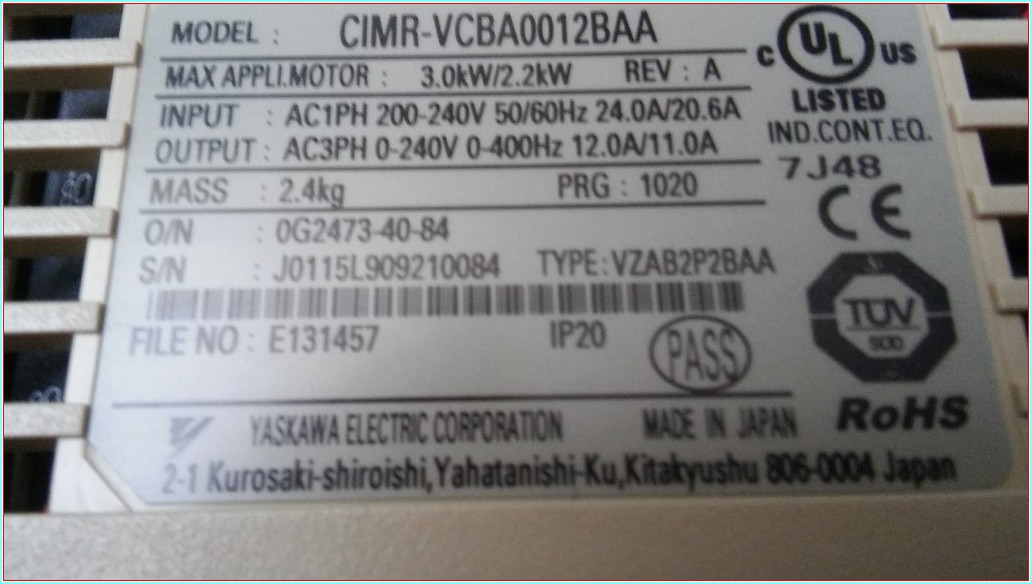 MODEL : CIMR-VCBA0012BAA
MAX APPLI.MOTOR : 3.0kW/2.2kW REV : A
INPUT : AC1PH 200-240V 50/60Hz 24.0A/20.6A
OUTPUT : AC3PH 0-240V 0-400Hz 12.0A/11.0A
MASS : 2.4kg PRG : 1020
O/N : 0G2473-40-84
S/N : J0115L909210084 TYPE:VZAB2P2BAA
FILE NO : E131457 IP20 PASS
YASKAWA ELECTRIC CORPORATION MADE IN JAPAN
2-1 Kurosaki-shiroishi,Yahatanishi-Ku,Kitakyushu 806-0004 Japan
C UL US
LISTED
IND.CONT.EQ.
7J48
CE
TÜV
SÜD
RoHS